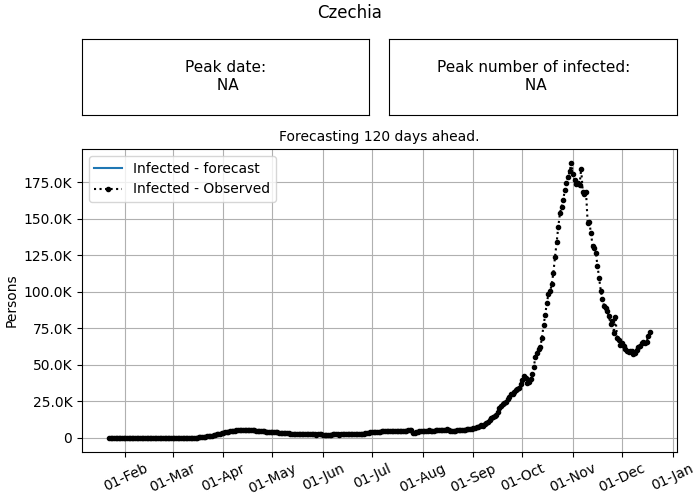 Czechia
Peak date:
NA
Peak number of infected:
NA
Forecasting 120 days ahead.
Infected - forecast
Infected - Observed
175.0K
150.0K
125.0K
100.0K
75.0K
50.0K
25.0K
0
Persons
01-Feb
01-Mar
01-Apr
01-May
01-Jun
01-Jul
01-Aug
01-Sep
01-Oct
01-Nov
01-Dec
01-Jan